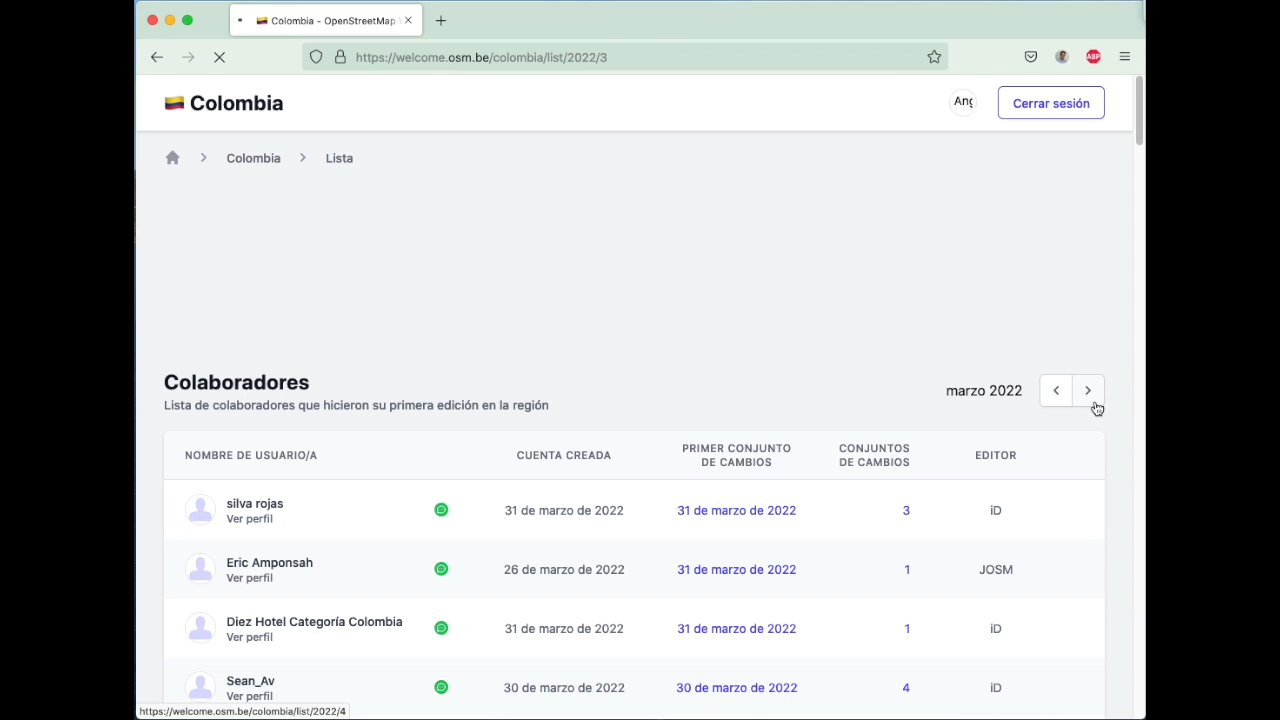 Colombia - OpenStreetMap
https://welcome.osm.be/colombia/list/2022/3
ABP
Colombia
Ang
Cerrar sesión
Colombia
Lista
Colaboradores
Lista de colaboradores que hicieron su primera edición en la región
marzo 2022
NOMBRE DE USUARIO/A
CUENTA CREADA
PRIMER CONJUNTO
DE CAMBIOS
CONJUNTOS
DE CAMBIOS
EDITOR
silva rojas
Ver perfil
31 de marzo de 2022
31 de marzo de 2022
3
iD
Eric Amponsah
Ver perfil
26 de marzo de 2022
31 de marzo de 2022
1
JOSM
Diez Hotel Categoría Colombia
Ver perfil
31 de marzo de 2022
31 de marzo de 2022
1
iD
Sean_Av
Ver perfil
30 de marzo de 2022
30 de marzo de 2022
4
iD
https://welcome.osm.be/colombia/list/2022/4